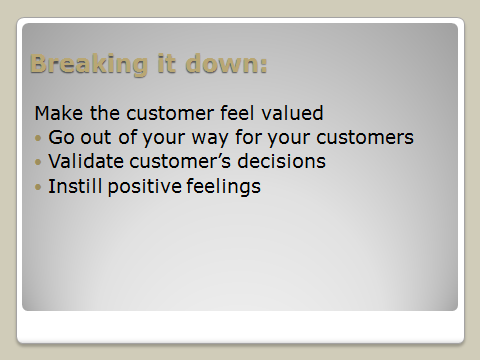 Breaking it down:
Make the customer feel valued
• Go out of your way for your customers
• Validate customer’s decisions
• Instill positive feelings